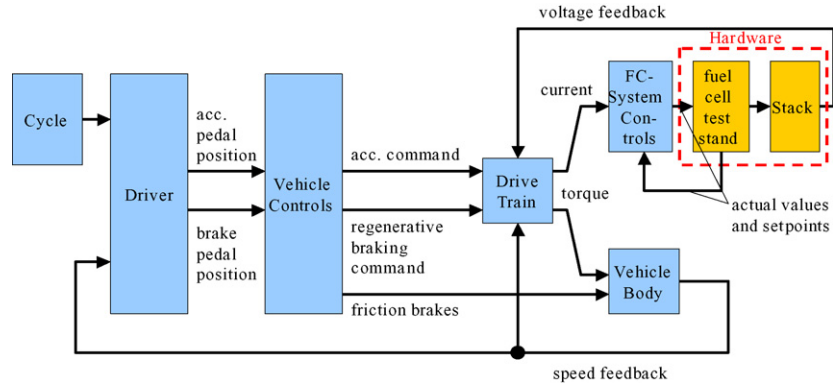 voltage feedback
Hardware
Cycle
Driver
acc.
pedal
position
brake
pedal
position
Vehicle
Controls
acc. command
regenerative
braking
command
friction brakes
Drive
Train
current
torque
FC-
System
Con-
trols
fuel
cell
test
stand
Stack
actual values
and setpoints
Vehicle
Body
speed feedback